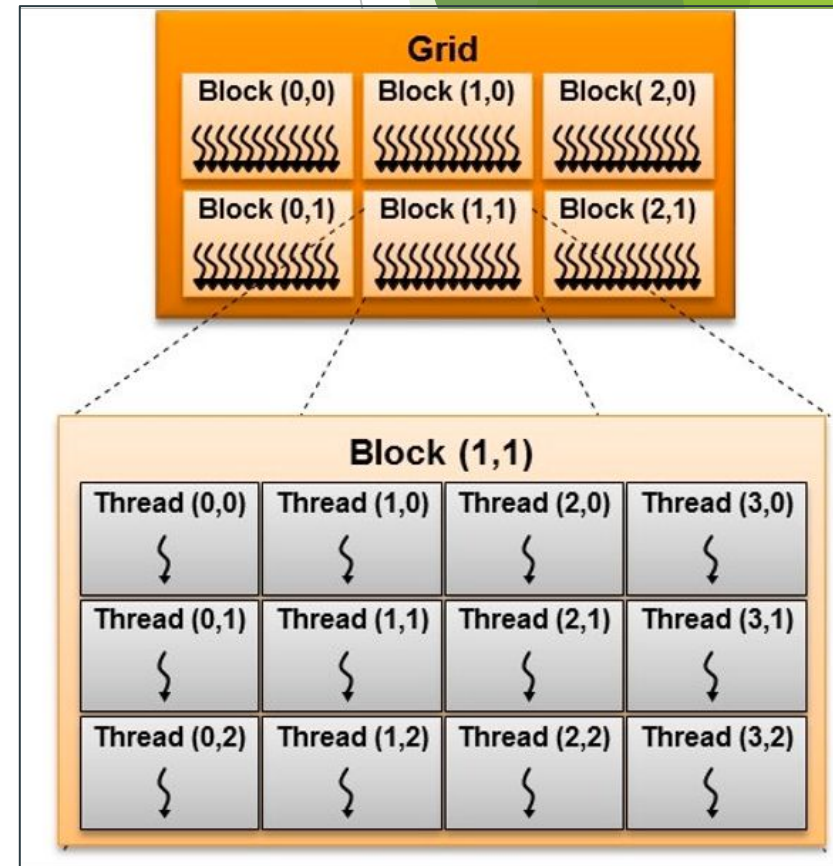 Grid
Block (0,0) Block (1,0) Block( 2,0)
Block (0,1) Block (1,1) Block (2,1)
Block (1,1)
Thread (0,0) Thread (1,0) Thread (2,0) Thread (3,0)
Thread (0,1) Thread (1,1) Thread (2,1) Thread (3,1)
Thread (0,2) Thread (1,2) Thread (2,2) Thread (3,2)